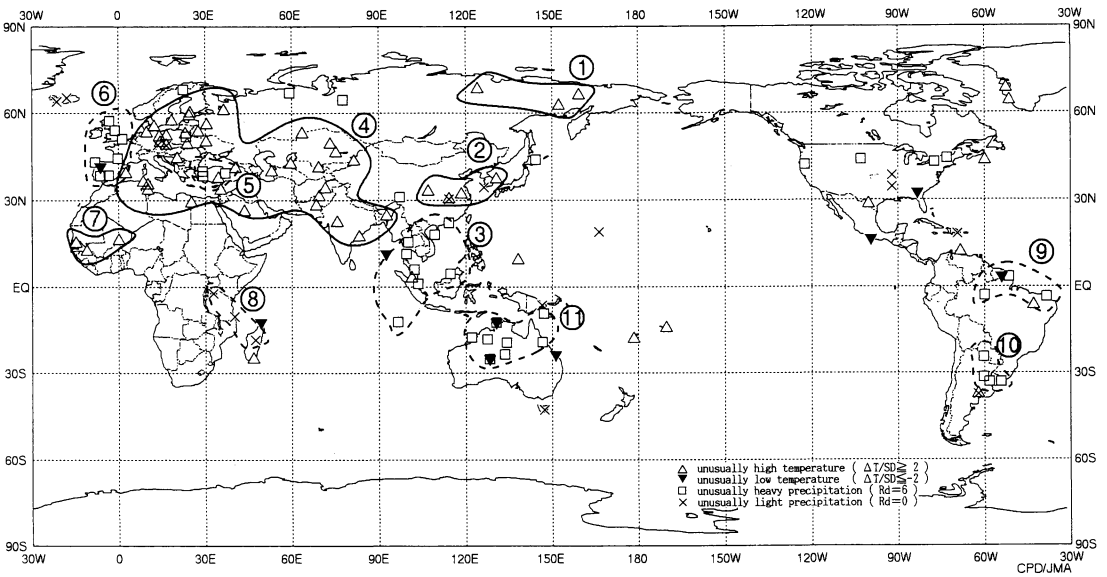 30W 0 30E 60E 90E 120E 150E 180 150W 120W 90W 60W 30W
90N 90N
①
60N 60N
⑥
④
②
30N ⑤ 30N
⑦
③
⑨
EQ EQ
⑧
⑪
⑩
30S 30S
60S 60S
△ unusually high temperature ( ΔT/SD≧ 2 )
▼ unusually low temperature ( ΔT/SD≦-2 )
□ unusually heavy precipitation ( Rd=6 )
× unusually light precipitation ( Rd=0 )
90S 90S
30W 0 30E 60E 90E 120E 150E 180 150W 120W 90W 60W 30W
CPD/JMA